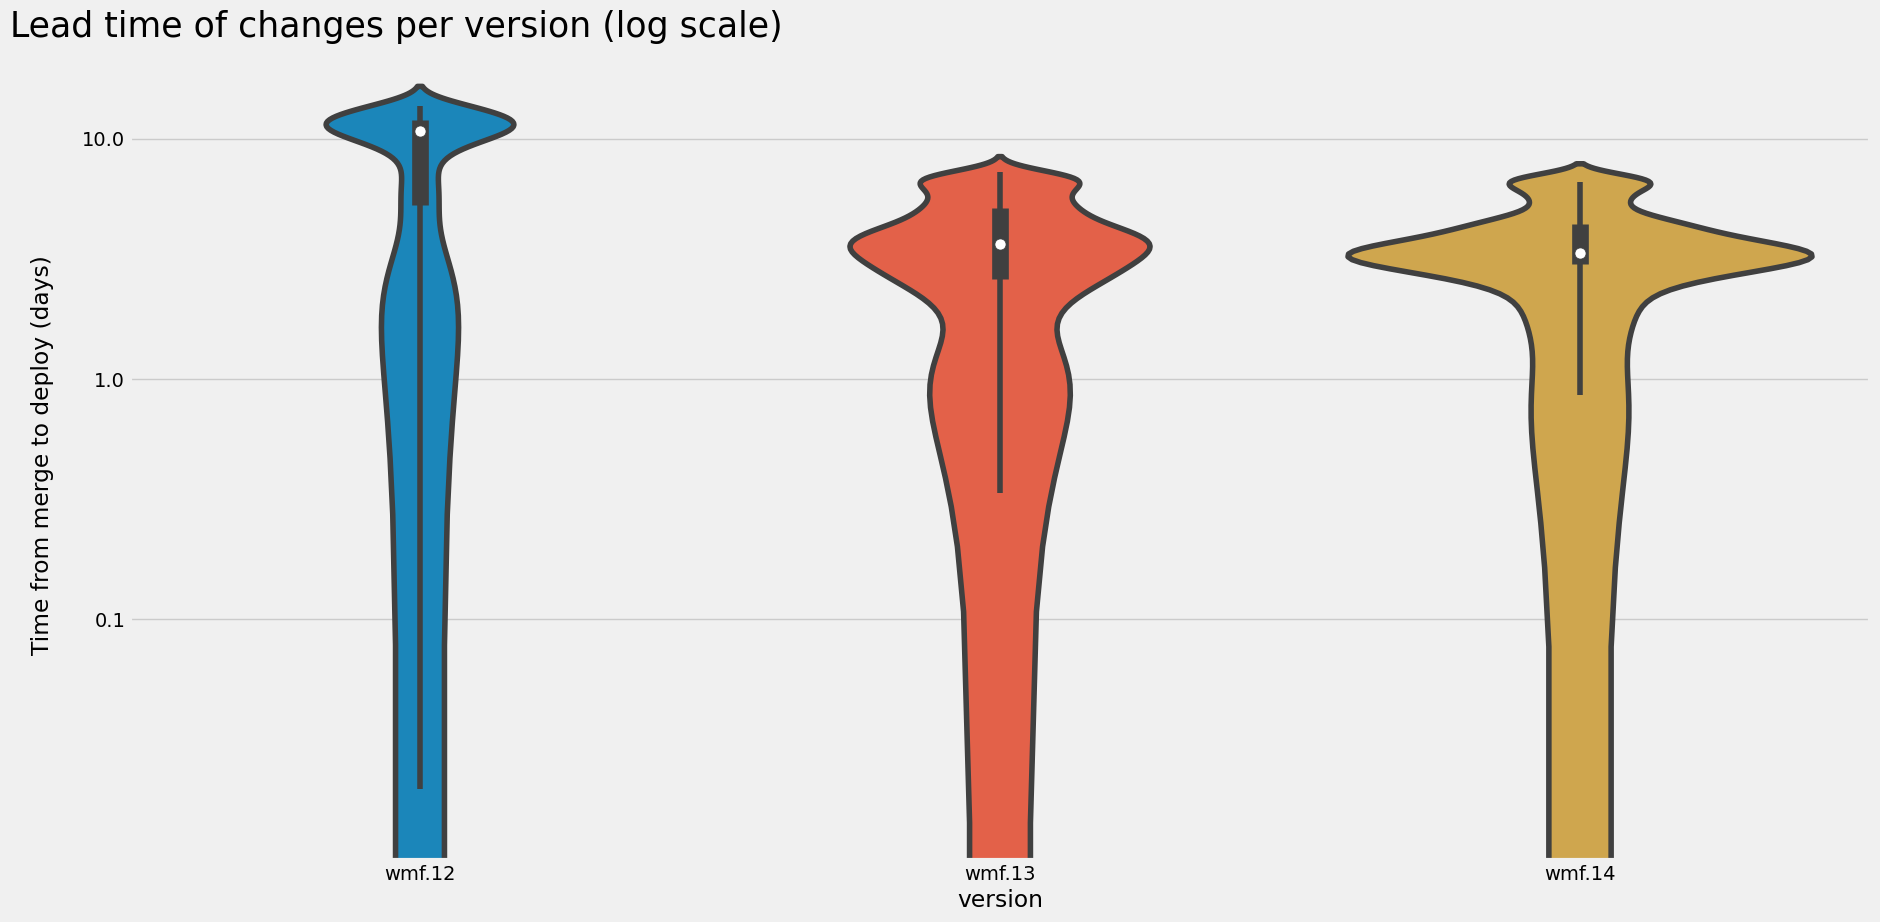 Lead time of changes per version (log scale)
Time from merge to deploy (days)
10.0
1.0
0.1
wmf.12
wmf.13
wmf.14
version